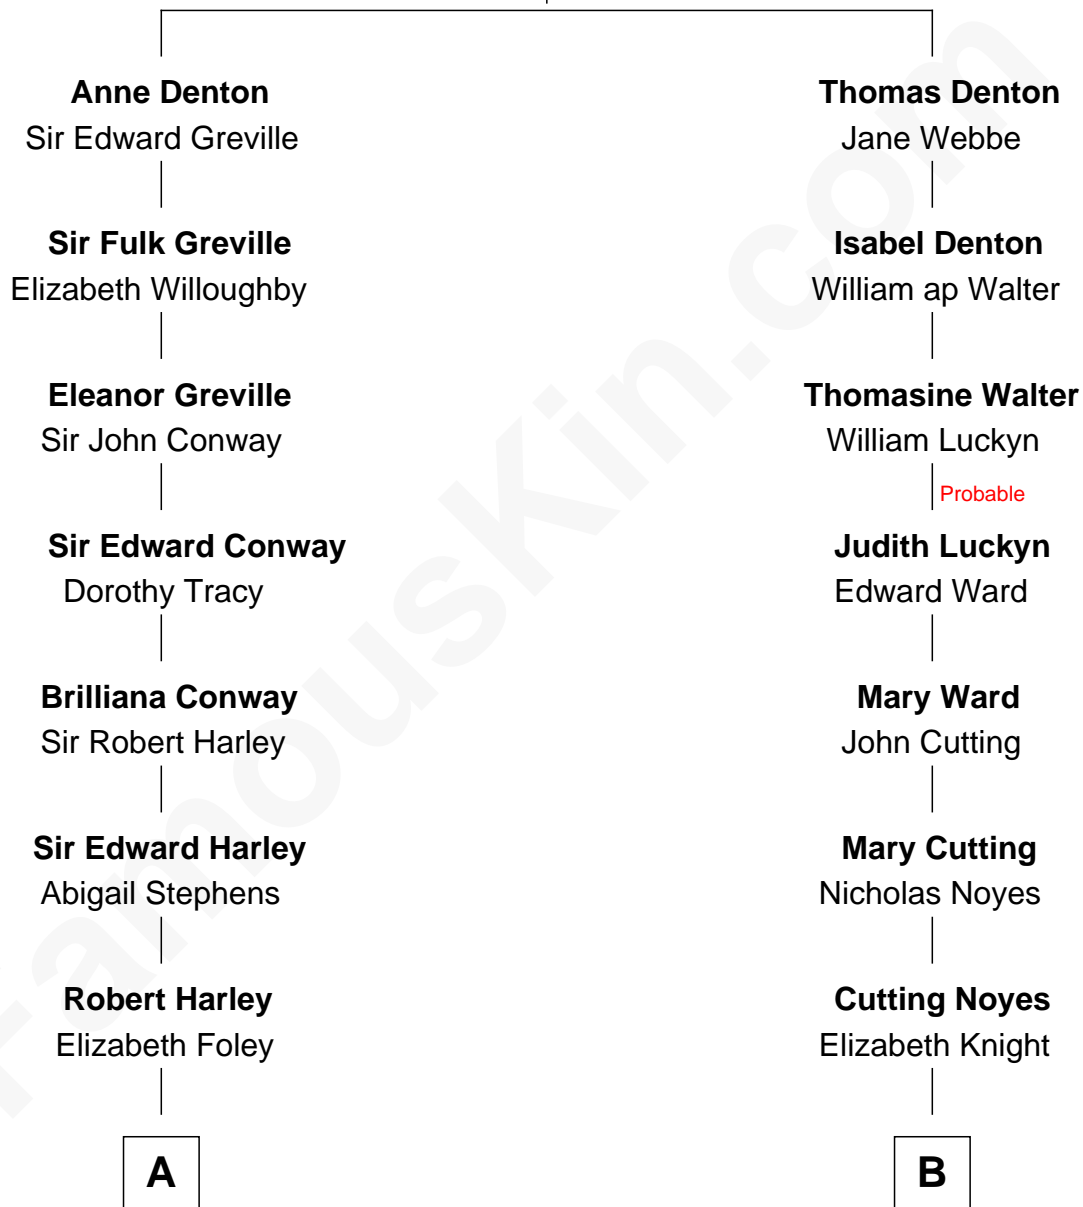 Anne Denton
Sir Edward Greville
Sir Fulk Greville
Elizabeth Willoughby
Eleanor Greville
Sir John Conway
Sir Edward Conway
Dorothy Tracy
Brilliana Conway
Sir Robert Harley
Sir Edward Harley
Abigail Stephens
Robert Harley
Elizabeth Foley
A
Thomas Denton
Jane Webbe
Isabel Denton
William ap Walter
Thomasine Walter
William Luckyn
Probable
Judith Luckyn
Edward Ward
Mary Ward
John Cutting
Mary Cutting
Nicholas Noyes
Cutting Noyes
Elizabeth Knight
B
FamousKin.com